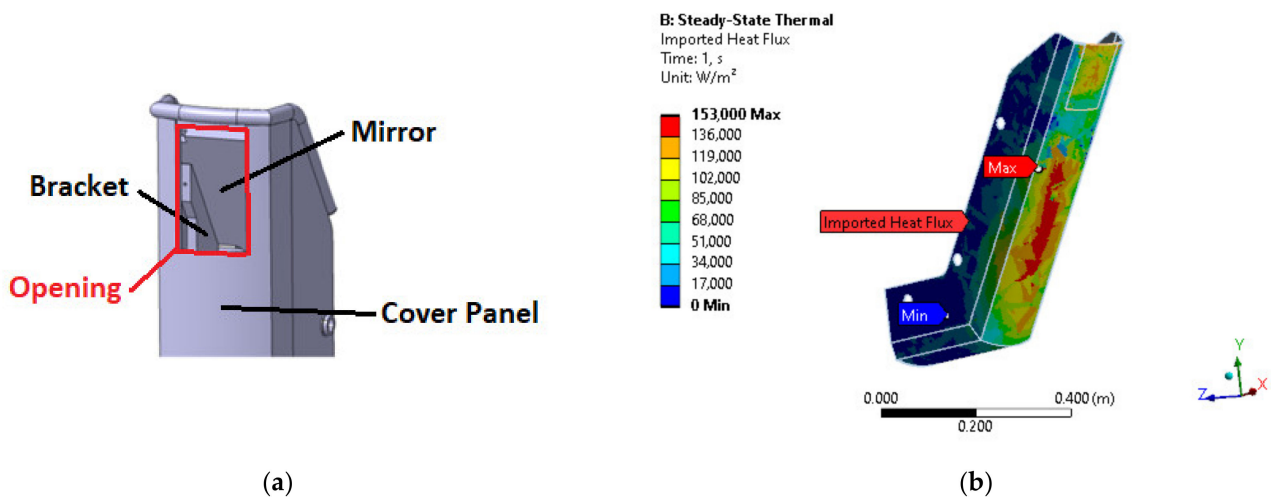 Mirror
Bracket
Opening
Cover Panel
(a)
B: Steady-State Thermal
Imported Heat Flux
Time: 1, s
Unit: W/m²
153,000 Max
136,000
119,000
102,000
85,000
68,000
51,000
34,000
17,000
0 Min
Max
Imported Heat Flux
Min
0.000
0.400 (m)
0.200
Y
Z
X
(b)